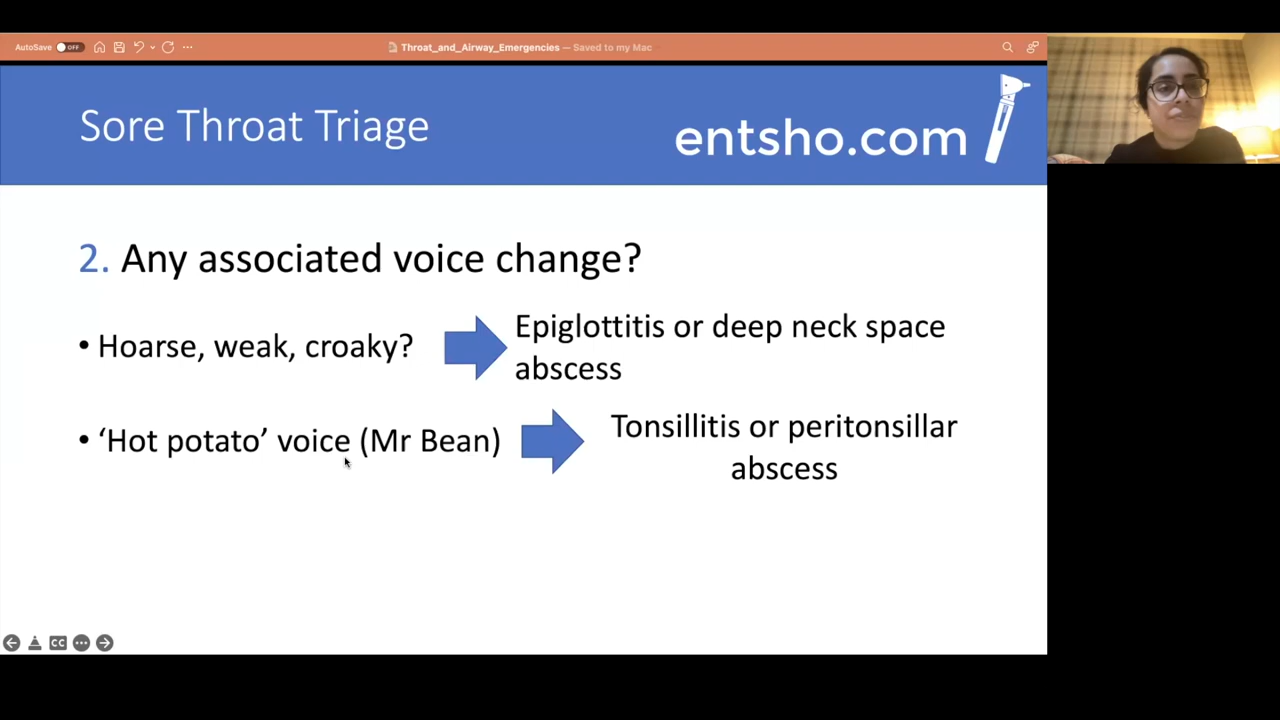 AutoSave OFF
Throat_and_Airway_Emergencies — Saved to my Mac
Sore Throat Triage
entsho.com
2. Any associated voice change?
• Hoarse, weak, croaky?
Epiglottitis or deep neck space
abscess
• ‘Hot potato’ voice (Mr Bean)
Tonsillitis or peritonsillar
abscess
CC